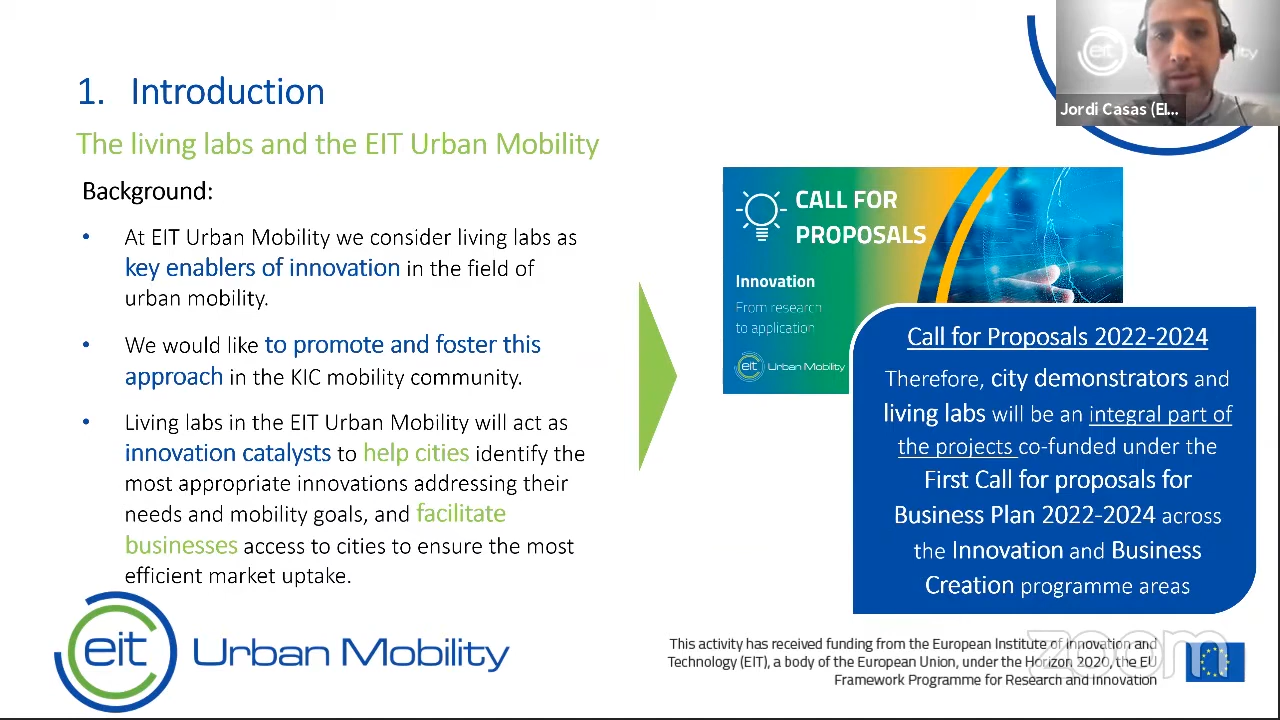 1. Introduction
The living labs and the EIT Urban Mobility
Background:
• At EIT Urban Mobility we consider living labs as
key enablers of innovation in the field of
urban mobility.
• We would like to promote and foster this
approach in the KIC mobility community.
• Living labs in the EIT Urban Mobility will act as
innovation catalysts to help cities identify the
most appropriate innovations addressing their
needs and mobility goals, and facilitate
businesses access to cities to ensure the most
efficient market uptake.
eit Urban Mobility
CALL FOR
PROPOSALS
Innovation
From research
to application
eit Urban Mobility
Call for Proposals 2022-2024
Therefore, city demonstrators and
living labs will be an integral part of
the projects co-funded under the
First Call for proposals for
Business Plan 2022-2024 across
the Innovation and Business
Creation programme areas
This activity has received funding from the European Institute of Innovation and
Technology (EIT), a body of the European Union, under the Horizon 2020, the EU
Framework Programme for Research and Innovation
zoom
eit
Jordi Casas (EI...